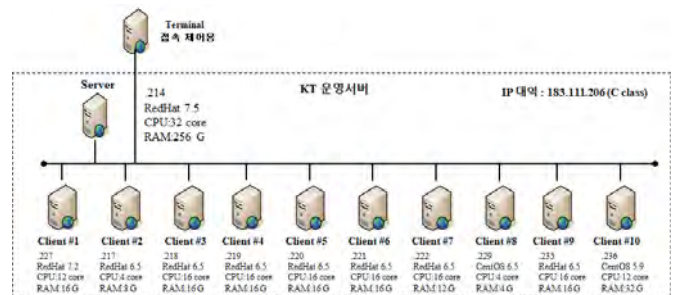 Terminal
접속 제어용
Server
.214
RedHat 7.5
CPU:32 core
RAM:256 G
KT 운영서버
IP 대역 : 183.111.206 (C class)
Client #1
.227
RedHat 7.2
CPU:12 core
RAM:16 G
Client #2
.217
RedHat 6.5
CPU:4 core
RAM:8 G
Client #3
.218
RedHat 6.5
CPU:16 core
RAM:16 G
Client #4
.219
RedHat 6.5
CPU:16 core
RAM:16 G
Client #5
.220
RedHat 6.5
CPU:16 core
RAM:16 G
Client #6
.221
RedHat 6.5
CPU:16 core
RAM:16 G
Client #7
.222
RedHat 6.5
CPU:16 core
RAM:12 G
Client #8
.229
CentOS 6.5
CPU:4 core
RAM:4 G
Client #9
.235
RedHat 6.5
CPU:16 core
RAM:16 G
Client #10
.236
CentOS 5.9
CPU:12 core
RAM:32 G